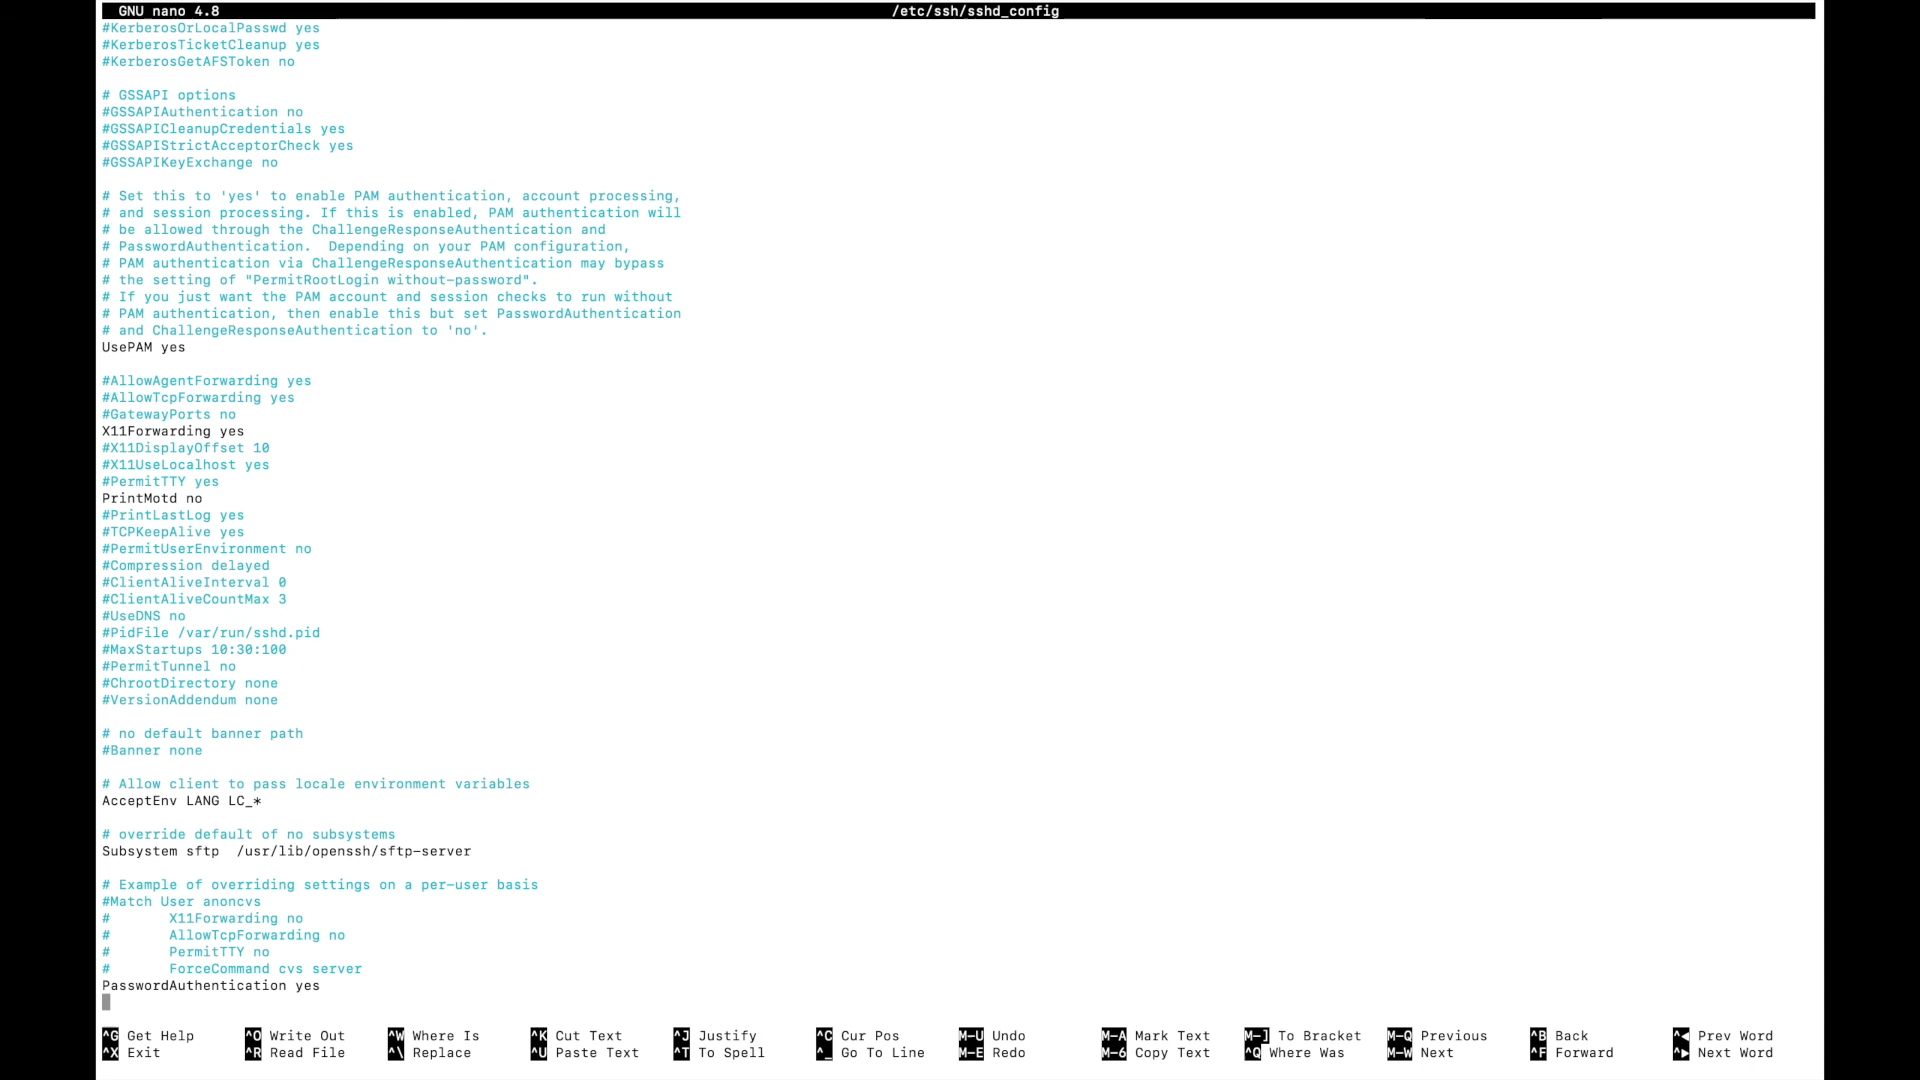 GNU nano 4.8 /etc/ssh/sshd_config
#KerberosOrLocalPasswd yes
#KerberosTicketCleanup yes
#KerberosGetAFSToken no
# GSSAPI options
#GSSAPIAuthentication no
#GSSAPICleanupCredentials yes
#GSSAPIStrictAcceptorCheck yes
#GSSAPIKeyExchange no
# Set this to 'yes' to enable PAM authentication, account processing,
# and session processing. If this is enabled, PAM authentication will
# be allowed through the ChallengeResponseAuthentication and
# PasswordAuthentication.  Depending on your PAM configuration,
# PAM authentication via ChallengeResponseAuthentication may bypass
# the setting of "PermitRootLogin without-password".
# If you just want the PAM account and session checks to run without
# PAM authentication, then enable this but set PasswordAuthentication
# and ChallengeResponseAuthentication to 'no'.
UsePAM yes
#AllowAgentForwarding yes
#AllowTcpForwarding yes
#GatewayPorts no
X11Forwarding yes
#X11DisplayOffset 10
#X11UseLocalhost yes
#PermitTTY yes
PrintMotd no
#PrintLastLog yes
#TCPKeepAlive yes
#PermitUserEnvironment no
#Compression delayed
#ClientAliveInterval 0
#ClientAliveCountMax 3
#UseDNS no
#PidFile /var/run/sshd.pid
#MaxStartups 10:30:100
#PermitTunnel no
#ChrootDirectory none
#VersionAddendum none
# no default banner path
#Banner none
# Allow client to pass locale environment variables
AcceptEnv LANG LC_*
# override default of no subsystems
Subsystem sftp  /usr/lib/openssh/sftp-server
# Example of overriding settings on a per-user basis
#Match User anoncvs
#       X11Forwarding no
#       AllowTcpForwarding no
#       PermitTTY no
#       ForceCommand cvs server
PasswordAuthentication yes
^G Get Help ^O Write Out ^W Where Is ^K Cut Text ^J Justify ^C Cur Pos M-U Undo M-A Mark Text M-] To Bracket M-Q Previous ^B Back ^◀ Prev Word
^X Exit ^R Read File ^\ Replace ^U Paste Text ^T To Spell ^_ Go To Line M-E Redo M-6 Copy Text ^Q Where Was M-W Next ^F Forward ^▶ Next Word